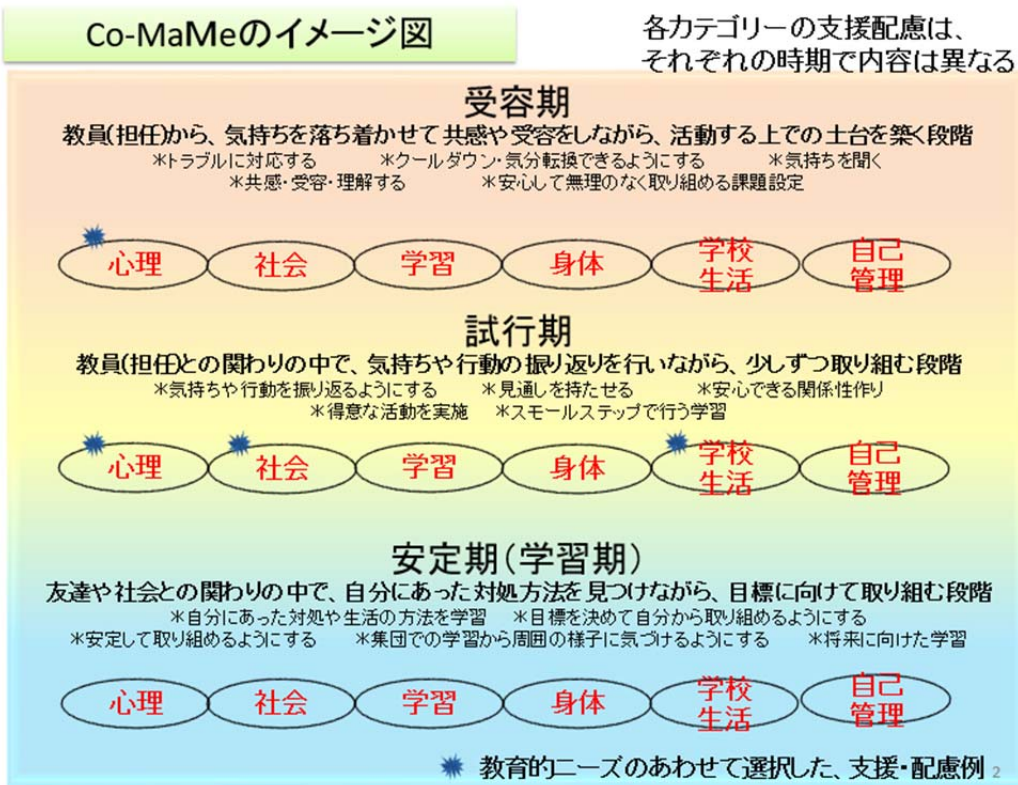 Co-MaMeのイメージ図
各カテゴリーの支援配慮は、
それぞれの時期で内容は異なる
受容期
教員(担任)から、気持ちを落ち着かせて共感や受容をしながら、活動する上での土台を築く段階
＊トラブルに対応する ＊クールダウン・気分転換できるようにする ＊気持ちを聞く
＊共感・受容・理解する ＊安心して無理のなく取り組める課題設定
心理 社会 学習 身体 学校生活 自己管理
試行期
教員(担任)との関わりの中で、気持ちや行動の振り返りを行いながら、少しずつ取り組む段階
＊気持ちや行動を振り返るようにする ＊見通しを持たせる ＊安心できる関係性作り
＊得意な活動を実施 ＊スモールステップで行う学習
心理 社会 学習 身体 学校生活 自己管理
安定期(学習期)
友達や社会との関わりの中で、自分にあった対処方法を見つけながら、目標に向けて取り組む段階
＊自分にあった対処や生活の方法を学習 ＊目標を決めて自分から取り組めるようにする
＊安定して取り組めるようにする ＊集団での学習から周囲の様子に気づけるようにする ＊将来に向けた学習
心理 社会 学習 身体 学校生活 自己管理
教育的ニーズのあわせて選択した、支援・配慮例 2